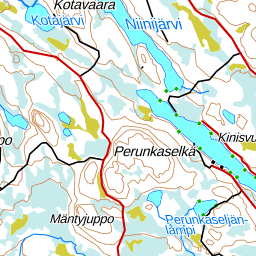 Kotavaara
Niinijärvi
Kotajärvi
Kinisvu
Perunkaselkä
Mäntyjuppo
Perunkaseljän-
lampi